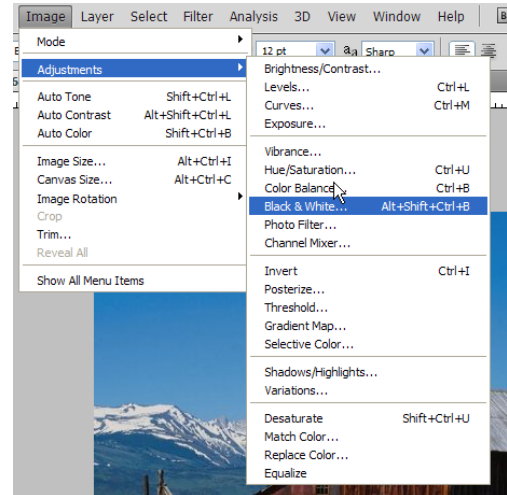 Image Layer Select Filter Analysis 3D View Window Help B
12 pt aa Sharp
Mode
Adjustments
Auto Tone Shift+Ctrl+L
Auto Contrast Alt+Shift+Ctrl+L
Auto Color Shift+Ctrl+B
Image Size... Alt+Ctrl+I
Canvas Size... Alt+Ctrl+C
Image Rotation
Crop
Trim...
Reveal All
Show All Menu Items
Brightness/Contrast...
Levels... Ctrl+L
Curves... Ctrl+M
Exposure...
Vibrance...
Hue/Saturation... Ctrl+U
Color Balance... Ctrl+B
Black & White... Alt+Shift+Ctrl+B
Photo Filter...
Channel Mixer...
Invert Ctrl+I
Posterize...
Threshold...
Gradient Map...
Selective Color...
Shadows/Highlights...
Variations...
Desaturate Shift+Ctrl+U
Match Color...
Replace Color...
Equalize